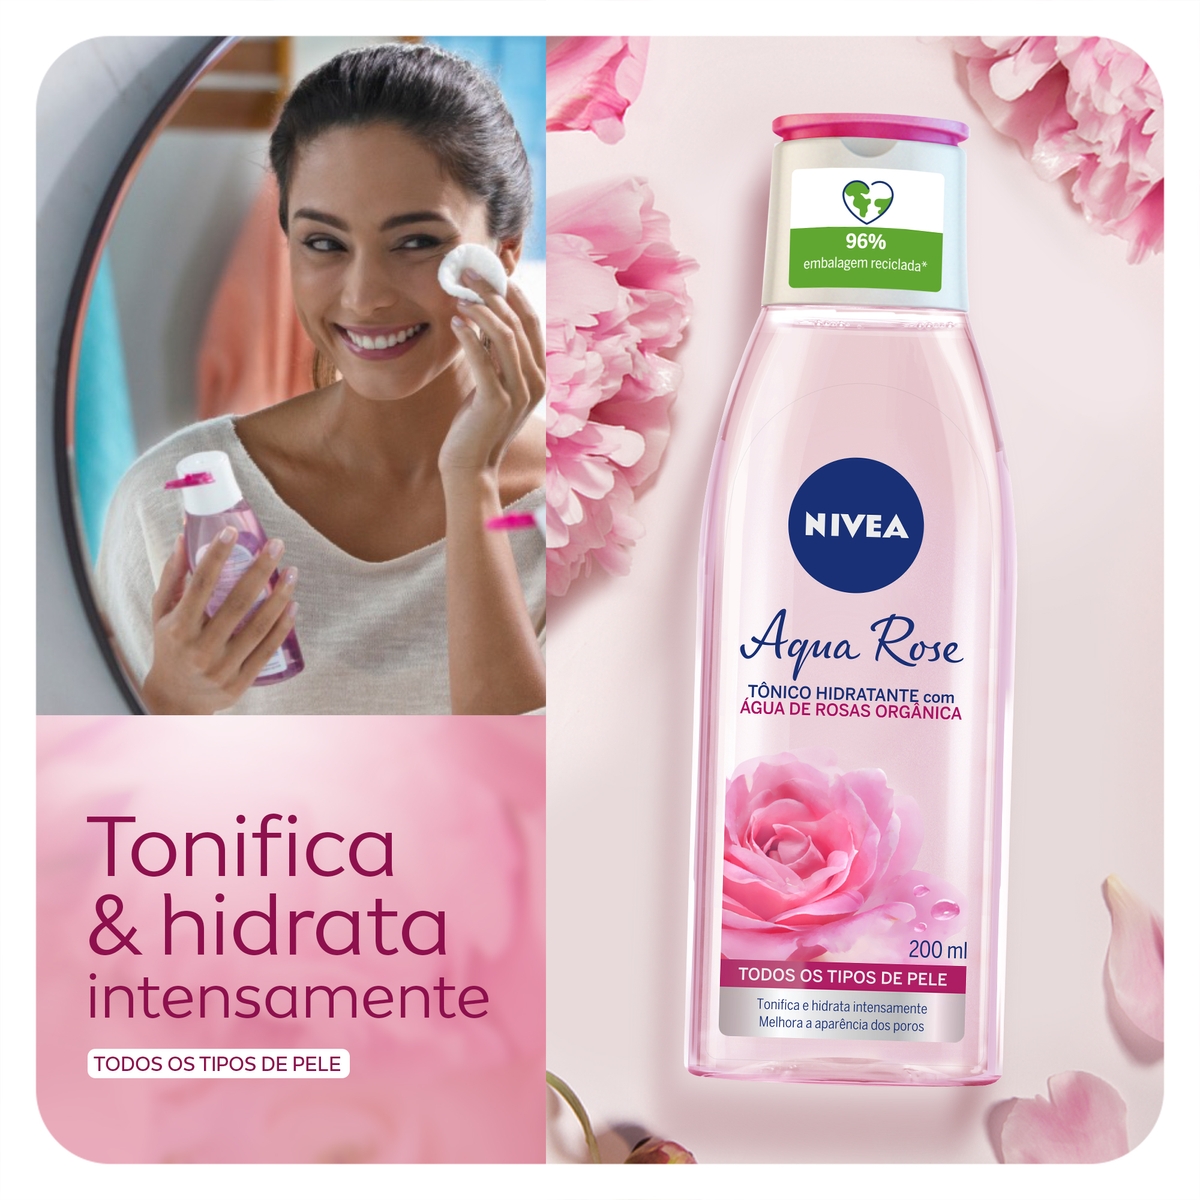 Tonifica
& hidrata
intensamente
TODOS OS TIPOS DE PELE
96%
embalagem reciclada*
NIVEA
Aqua Rose
TÔNICO HIDRATANTE com
ÁGUA DE ROSAS ORGÂNICA
200 ml
TODOS OS TIPOS DE PELE
Tonifica e hidrata intensamente
Melhora a aparência dos poros